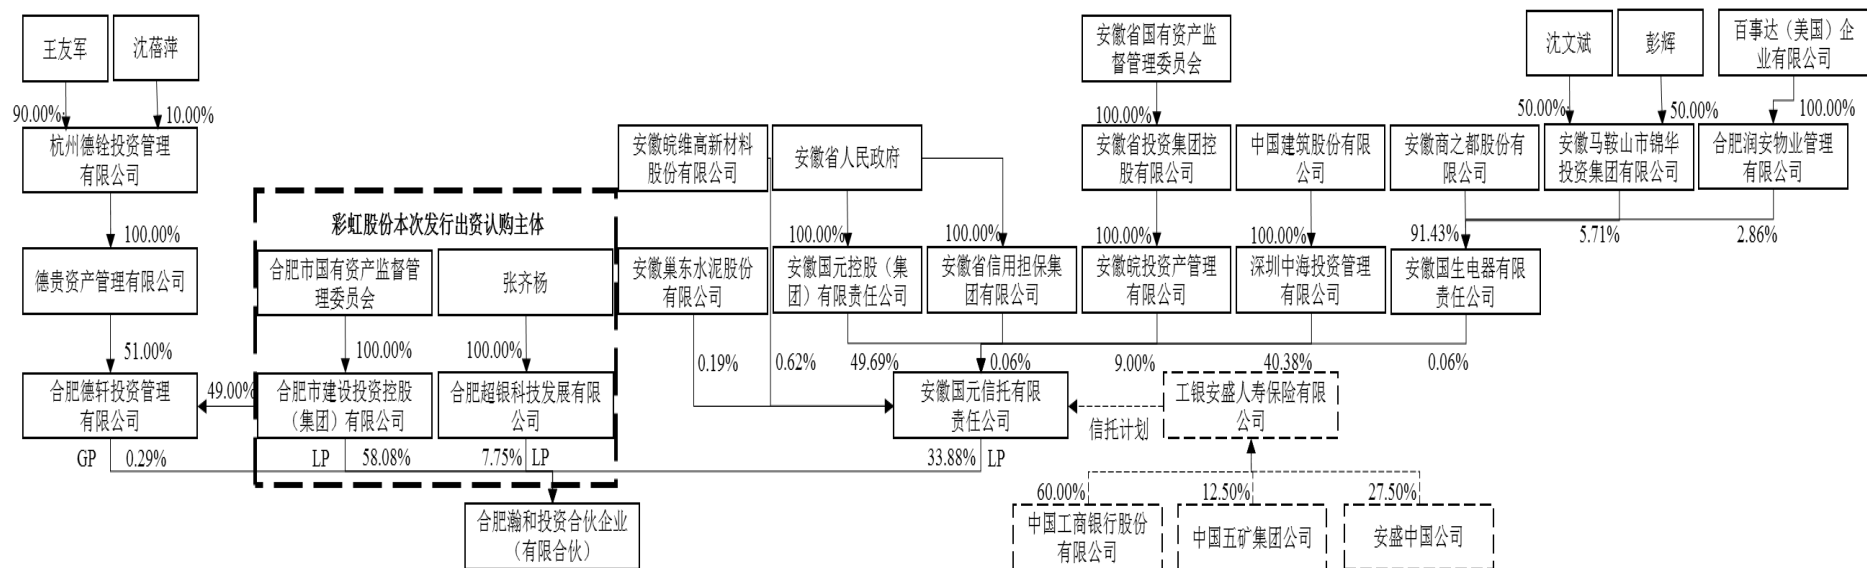 王友军
沈蓓萍
安徽省国有资产监
督管理委员会
沈文斌
彭辉
百事达（美国）企
业有限公司
90.00%
10.00%
100.00%
50.00%
50.00%
100.00%
杭州德铨投资管理
有限公司
安徽皖维高新材料
股份有限公司
安徽省人民政府
安徽省投资集团控
股有限公司
中国建筑股份有限
公司
安徽商之都股份有
限公司
安徽马鞍山市锦华
投资集团有限公司
合肥润安物业管理
有限公司
彩虹股份本次发行出资认购主体
100.00%
100.00%
100.00%
100.00%
100.00%
91.43%
5.71%
2.86%
德贵资产管理有限公司
合肥市国有资产监督管
理委员会
张齐杨
安徽巢东水泥股份
有限公司
安徽国元控股（集
团）有限责任公司
安徽省信用担保集
团有限公司
安徽皖投资产管理
有限公司
深圳中海投资管理
有限公司
安徽国生电器有限
责任公司
51.00%
100.00%
100.00%
0.19%
0.62%
49.69%
0.06%
9.00%
40.38%
0.06%
合肥德轩投资管理
有限公司
49.00%
合肥市建设投资控股
（集团）有限公司
合肥超银科技发展有限
公司
安徽国元信托有限
责任公司
信托计划
工银安盛人寿保险有限
公司
GP
0.29%
LP
58.08%
7.75%
LP
33.88%
LP
60.00%
12.50%
27.50%
合肥瀚和投资合伙企业
（有限合伙）
中国工商银行股份
有限公司
中国五矿集团公司
安盛中国公司